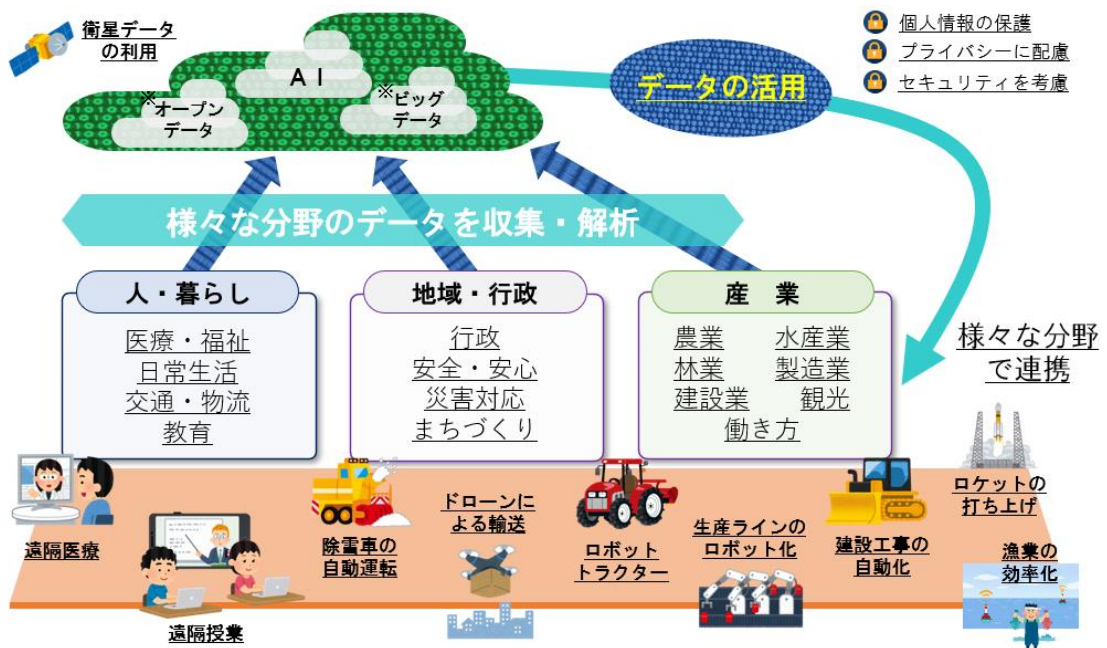 衛星データ
の利用
AI
※オープン
データ
※ビッグ
データ
データの活用
個人情報の保護
プライバシーに配慮
セキュリティを考慮
様々な分野のデータを収集・解析
人・暮らし
医療・福祉
日常生活
交通・物流
教育
地域・行政
行政
安全・安心
災害対応
まちづくり
産 業
農業 水産業
林業 製造業
建設業 観光
働き方
様々な分野
で連携
遠隔医療
遠隔授業
除雪車の
自動運転
ドローンに
よる輸送
ロボット
トラクター
生産ラインの
ロボット化
建設工事の
自動化
ロケットの
打ち上げ
漁業の
効率化